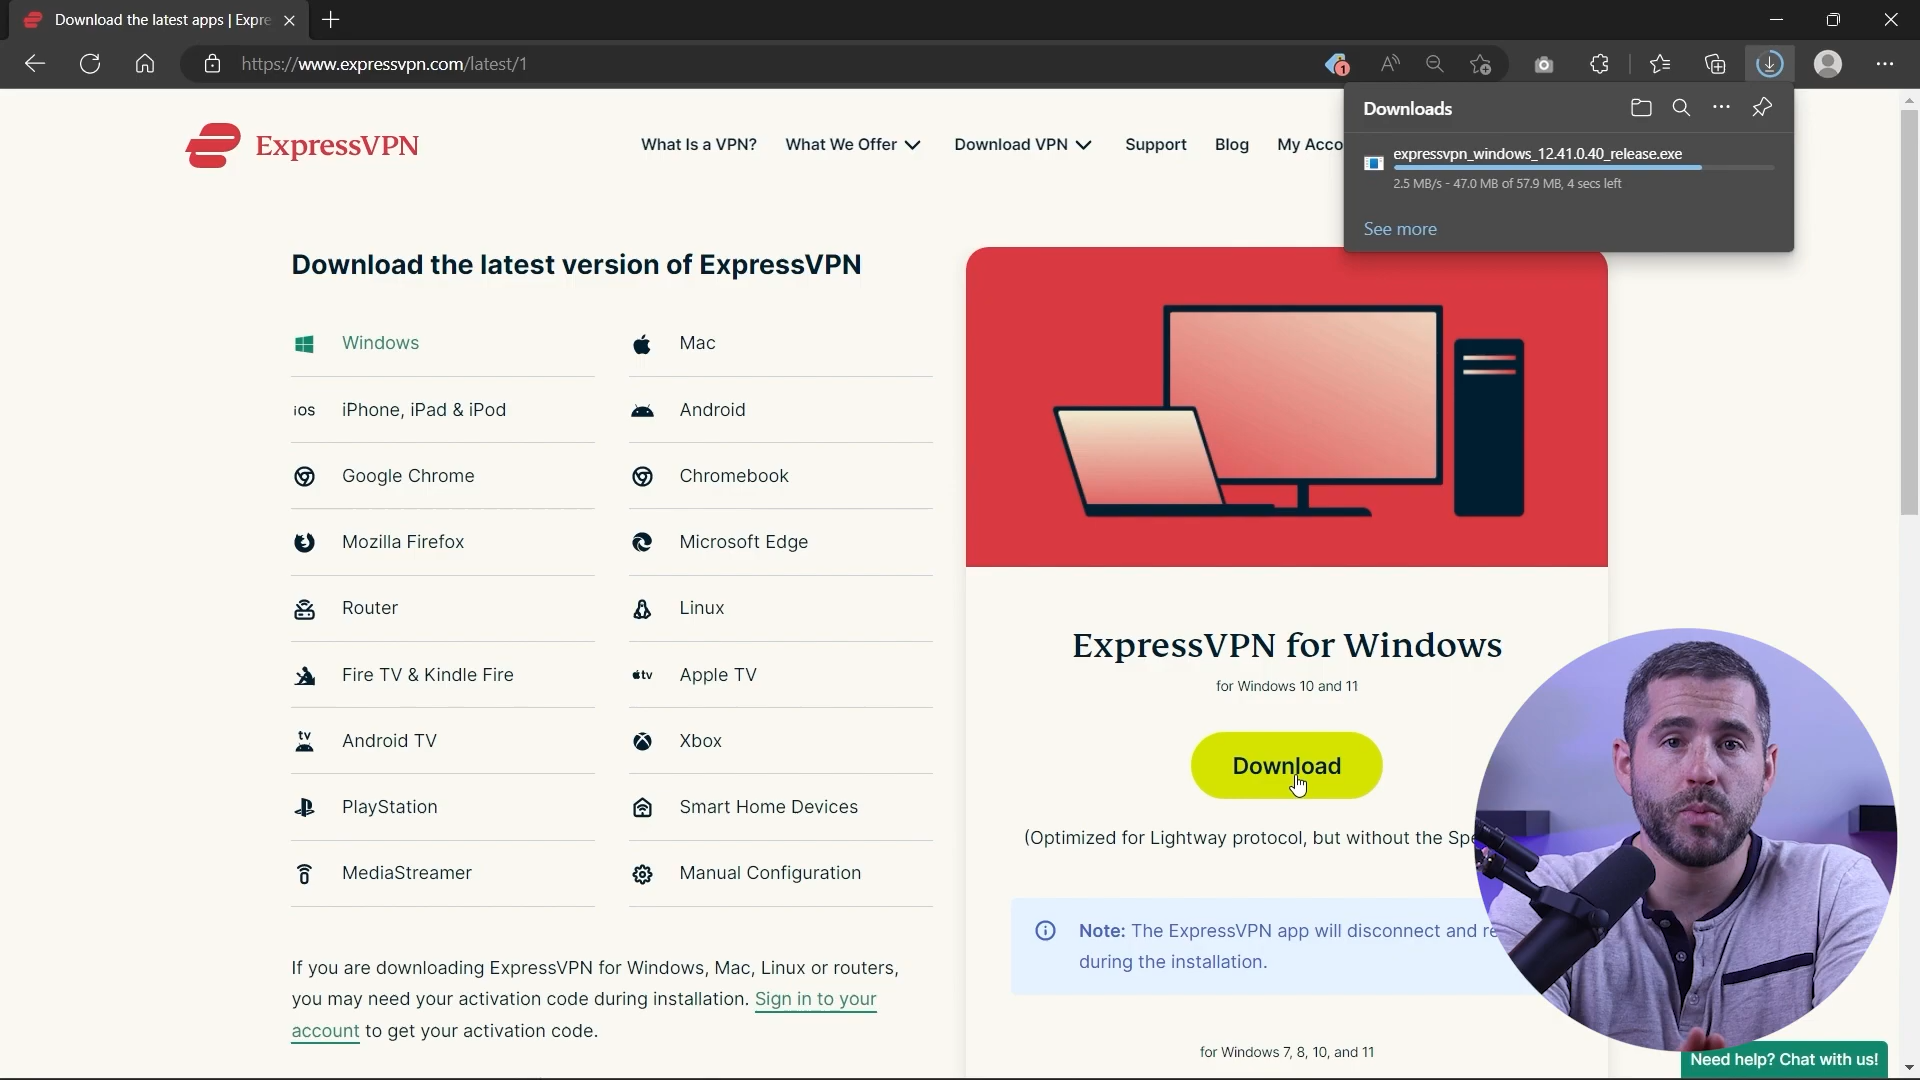 Download the latest apps | Expre
https://www.expressvpn.com/latest/1
1
Downloads
expressvpn_windows_12.41.0.40_release.exe
2.5 MB/s - 47.0 MB of 57.9 MB, 4 secs left
See more
ExpressVPN
What Is a VPN?
What We Offer
Download VPN
Support
Blog
My Acco
Download the latest version of ExpressVPN
Windows
Mac
iOS
iPhone, iPad & iPod
Android
Google Chrome
Chromebook
Mozilla Firefox
Microsoft Edge
Router
Linux
Fire TV & Kindle Fire
tv
Apple TV
tv
Android TV
Xbox
PlayStation
Smart Home Devices
MediaStreamer
Manual Configuration
If you are downloading ExpressVPN for Windows, Mac, Linux or routers,
you may need your activation code during installation. Sign in to your
account to get your activation code.
ExpressVPN for Windows
for Windows 10 and 11
Download
(Optimized for Lightway protocol, but without the Spe
Note: The ExpressVPN app will disconnect and re
during the installation.
for Windows 7, 8, 10, and 11
Need help? Chat with us!